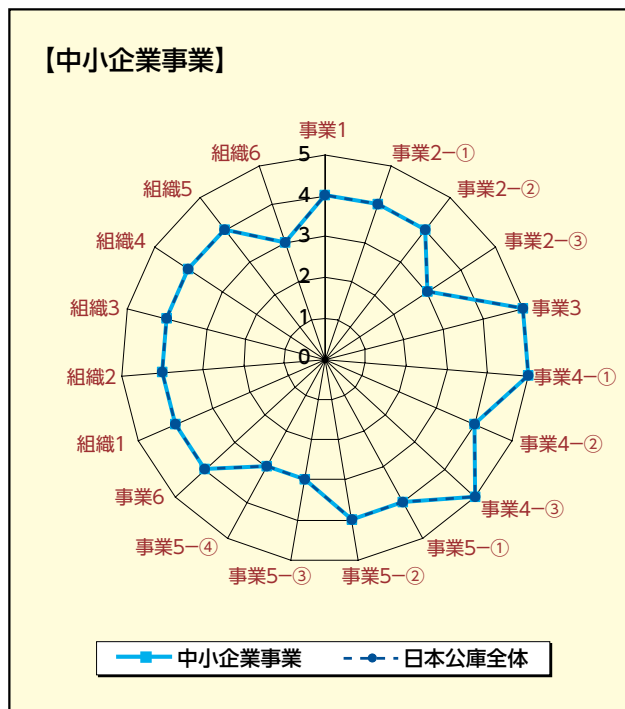 【中小企業事業】
事業1
事業2−①
事業2−②
事業2−③
事業3
事業4−①
事業4−②
事業4−③
事業5−①
事業5−②
事業5−③
事業5−④
事業6
組織1
組織2
組織3
組織4
組織5
組織6
5
4
3
2
1
0
中小企業事業
日本公庫全体